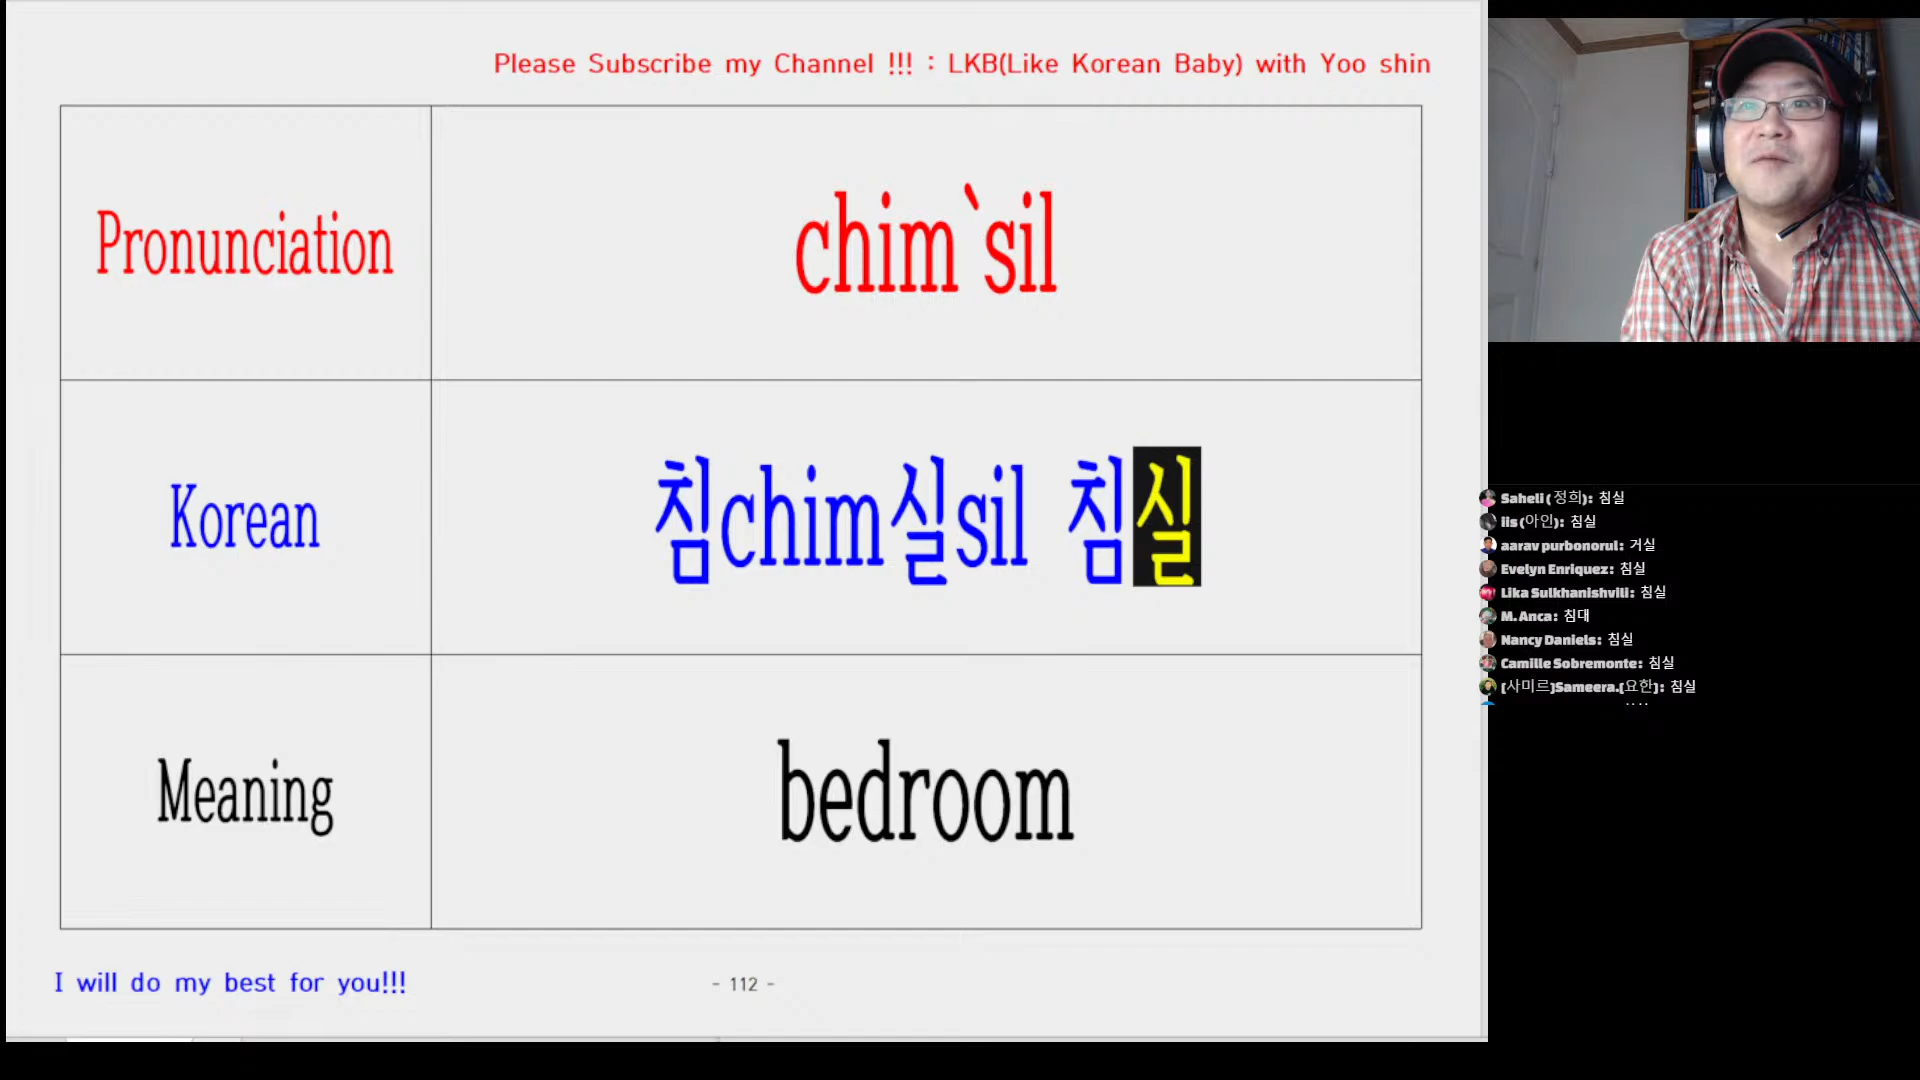 Please Subscribe my Channel !!! : LKB(Like Korean Baby) with Yoo shin
Pronunciation
chim`sil
Korean
침chim실sil 침실
Meaning
bedroom
I will do my best for you!!!
- 112 -
Saheli (정희): 침실
iis (아인): 침실
aarav purbonorul: 거실
Evelyn Enriquez: 침실
Lika Sulkhanishvili: 침실
M. Anca: 침대
Nancy Daniels: 침실
Camille Sobremonte: 침실
[사미르]Sameera.[요한]: 침실